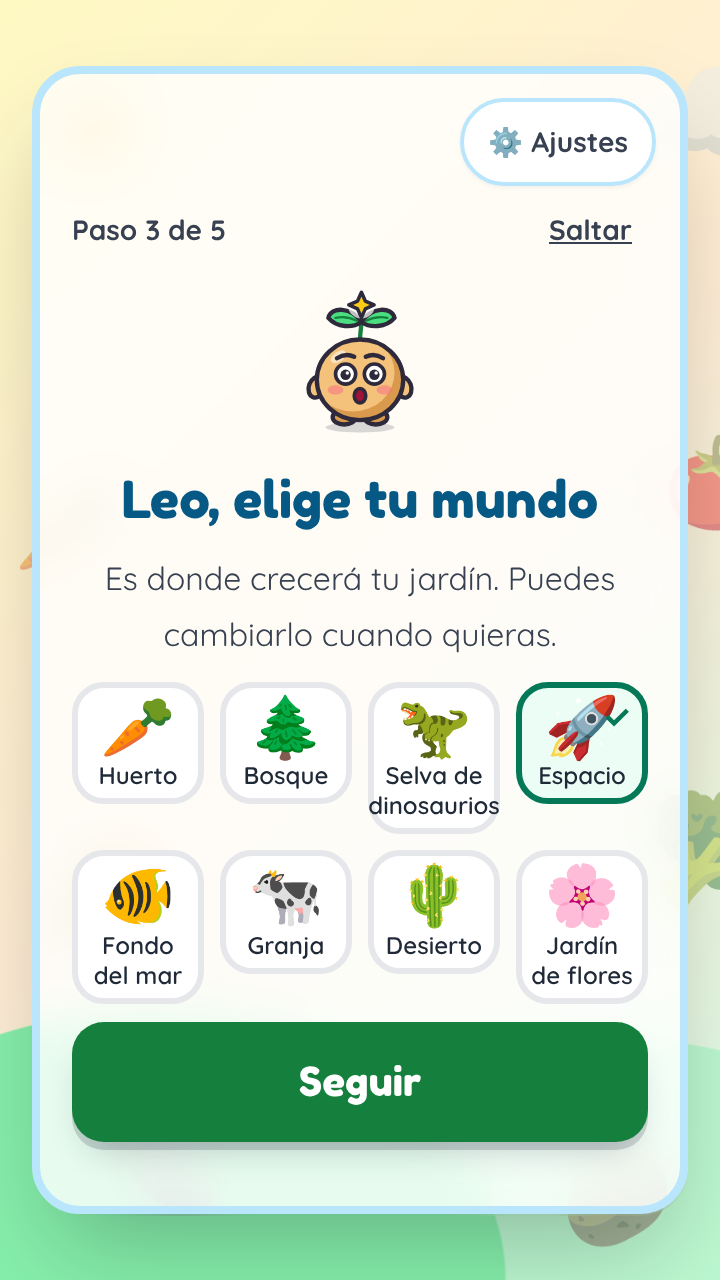 ⚙️ Ajustes
Paso 3 de 5
Saltar
Leo, elige tu mundo
Es donde crecerá tu jardín. Puedes
cambiarlo cuando quieras.
Huerto
Bosque
Selva de
dinosaurios
Espacio
Fondo
del mar
Granja
Desierto
Jardín
de flores
Seguir